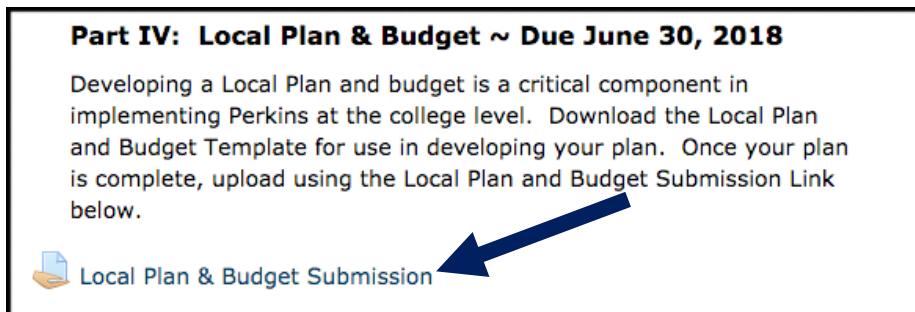 Part IV:  Local Plan & Budget ~ Due June 30, 2018
Developing a Local Plan and budget is a critical component in
implementing Perkins at the college level.  Download the Local Plan
and Budget Template for use in developing your plan.  Once your plan
is complete, upload using the Local Plan and Budget Submission Link
below.
Local Plan & Budget Submission